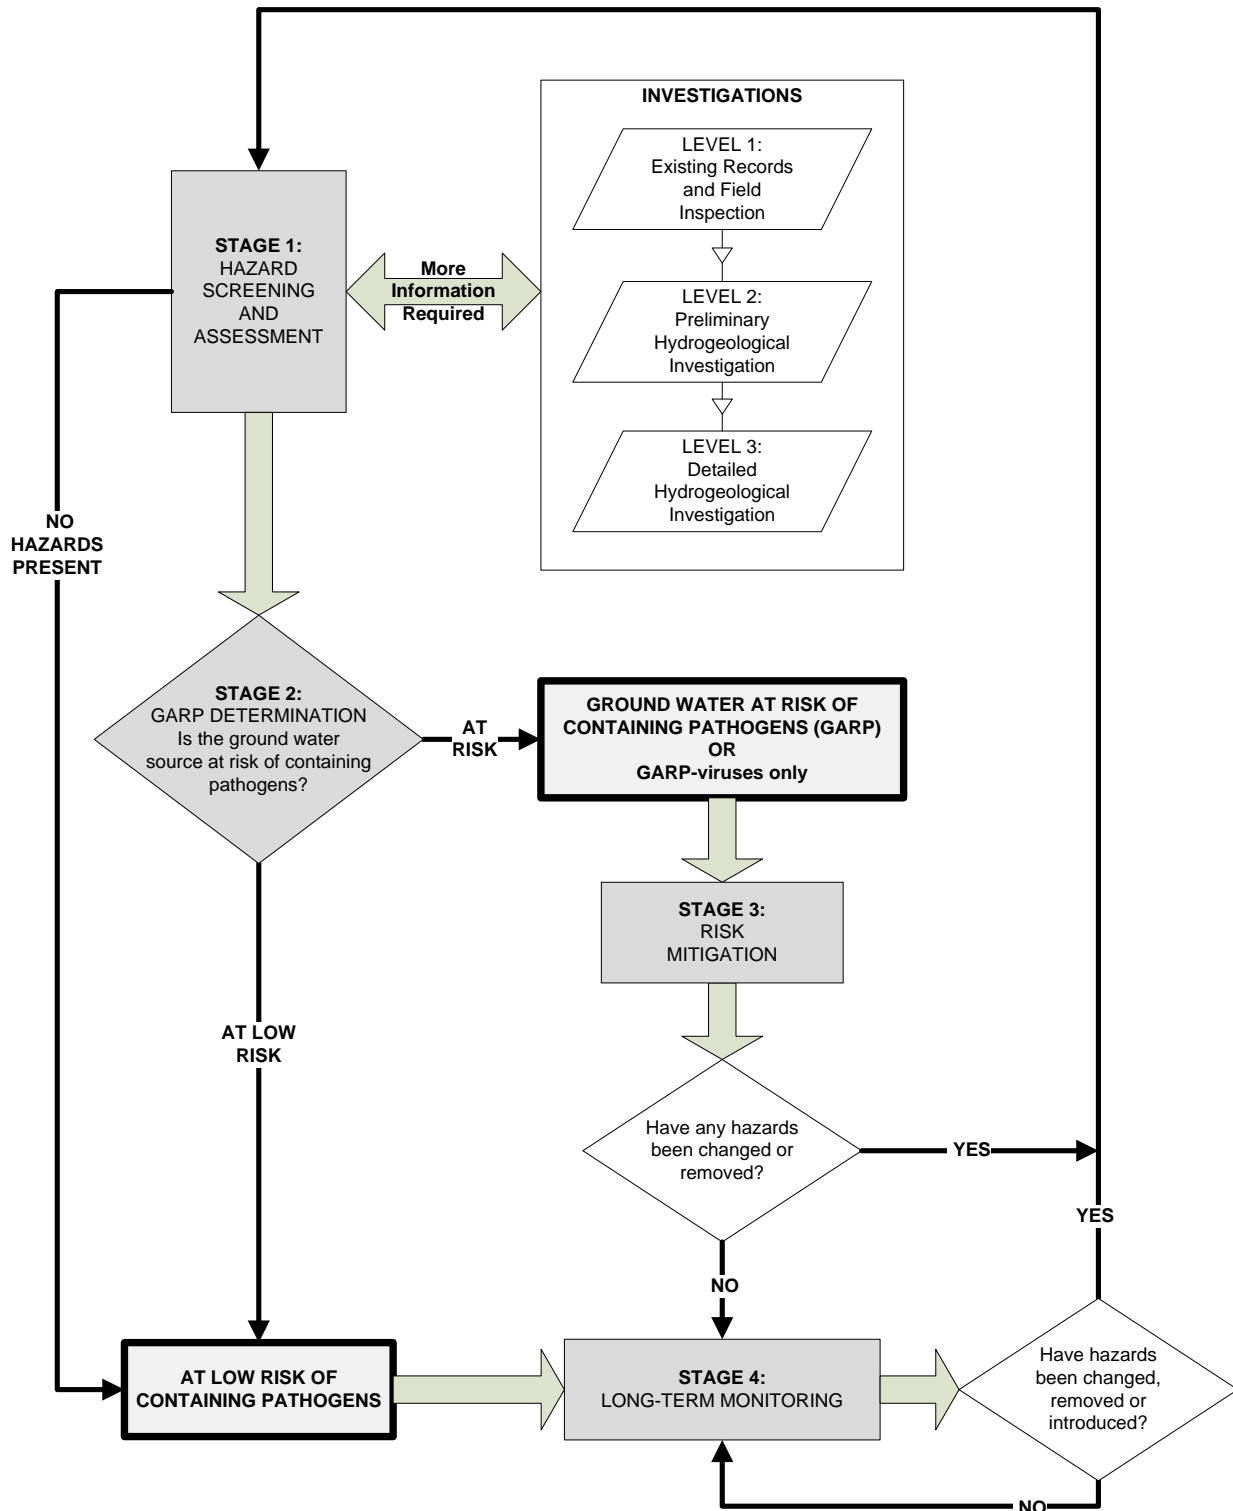 INVESTIGATIONS
LEVEL 1:
Existing Records
and Field
Inspection
STAGE 1:
HAZARD
SCREENING
AND
ASSESSMENT
More
Information
Required
LEVEL 2:
Preliminary
Hydrogeological
Investigation
LEVEL 3:
Detailed
Hydrogeological
Investigation
NO
HAZARDS
PRESENT
STAGE 2:
GARP DETERMINATION
Is the ground water
source at risk of containing
pathogens?
AT
RISK
GROUND WATER AT RISK OF
CONTAINING PATHOGENS (GARP)
OR
GARP-viruses only
STAGE 3:
RISK
MITIGATION
AT LOW
RISK
Have any hazards
been changed or
removed?
YES
YES
NO
AT LOW RISK OF
CONTAINING PATHOGENS
STAGE 4:
LONG-TERM MONITORING
Have hazards
been changed,
removed or
introduced?
NO